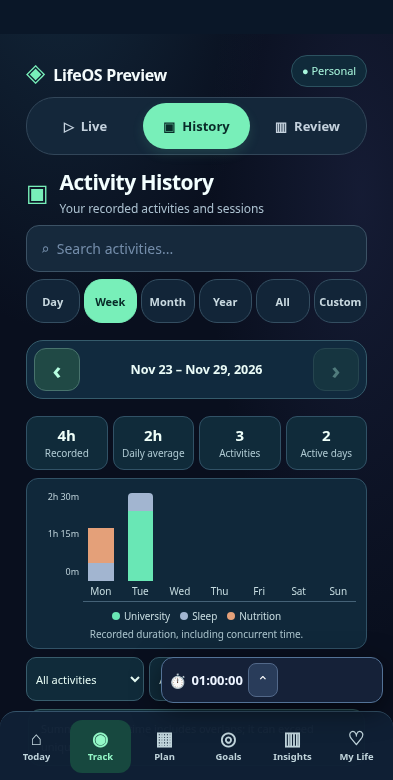 LifeOS Preview
Personal
Live
History
Review
Activity History
Your recorded activities and sessions
Search activities...
Day
Week
Month
Year
All
Custom
Nov 23 – Nov 29, 2026
4h
Recorded
2h
Daily average
3
Activities
2
Active days
2h 30m
1h 15m
0m
Mon Tue Wed Thu Fri Sat Sun
University Sleep Nutrition
Recorded duration, including concurrent time.
All activities
01:00:00
Today
Track
Plan
Goals
Insights
My Life